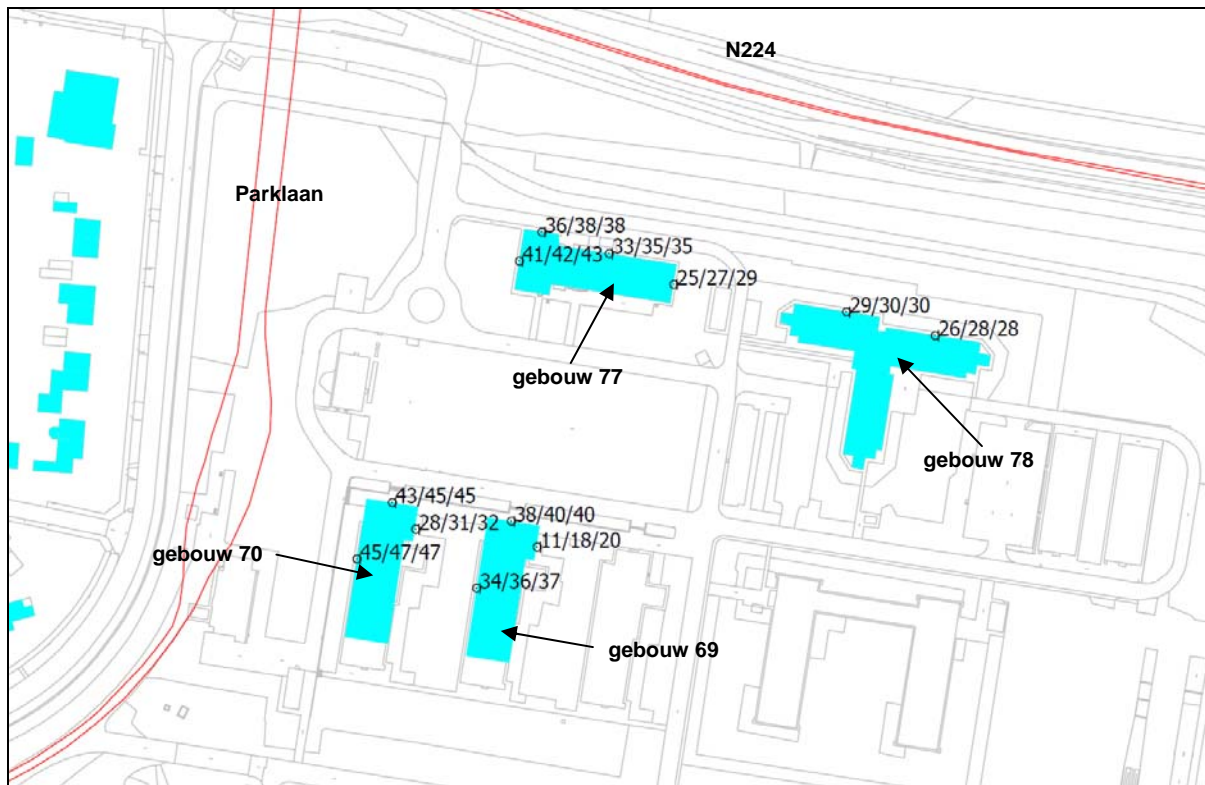 N224
Parklaan
36/38/38
33/35/35
41/42/43
25/27/29
29/30/30
26/28/28
gebouw 77
gebouw 78
43/45/45
38/40/40
28/31/32
11/18/20
gebouw 70
45/47/47
34/36/37
gebouw 69